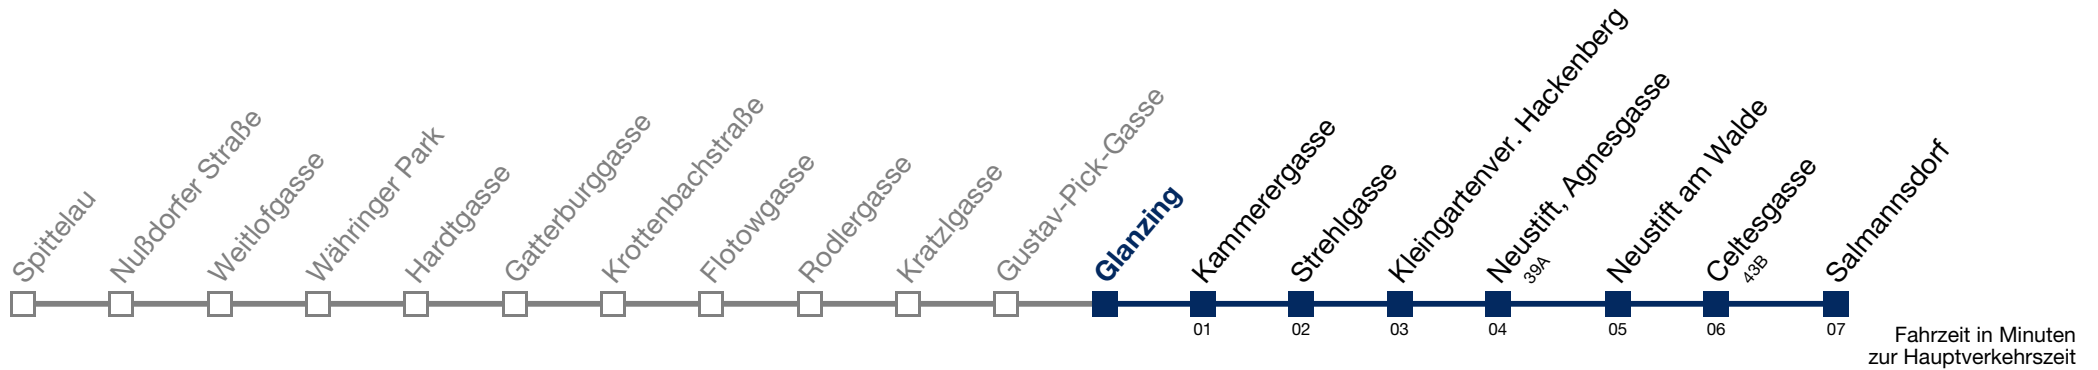 Spittelau
Nußdorfer Straße
Weitlofgasse
Währinger Park
Hardtgasse
Gatterburggasse
Krottenbachstraße
Flotowgasse
Rodlergasse
Kratzlgasse
Gustav-Pick-Gasse
Glanzing
Kammerergasse
Strehlgasse
Kleingartenver. Hackenberg
Neustift, Agnesgasse
39A
Neustift am Walde
Celtesgasse
43B
Salmannsdorf
01 02 03 04 05 06 07
Fahrzeit in Minuten
zur Hauptverkehrszeit